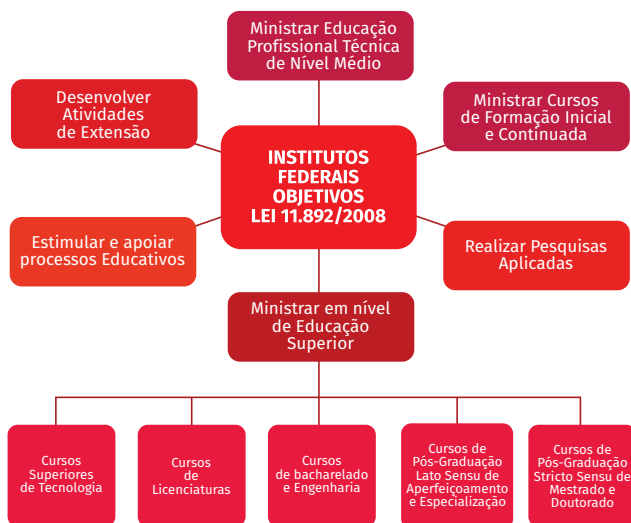 Ministrar Educação
Profissional Técnica
de Nível Médio
Desenvolver
Atividades
de Extensão
Ministrar Cursos
de Formação Inicial
e Contínuada
INSTITUTOS
FEDERAIS
OBJETIVOS
LEI 11.892/2008
Estimular e apoiar
processos Educativos
Realizar Pesquisas
Aplicadas
Ministrar em nível
de Educação
Superior
Cursos
Superiores
de Tecnologia
Cursos
de
Licenciaturas
Cursos
de bacharelado
e Engenharia
Cursos de
Pós-Graduação
Lato Sensu de
Aperfeiçoamento
e Especialização
Cursos de
Pós-Graduação
Stricto Sensu de
Mestrado e
Doutorado